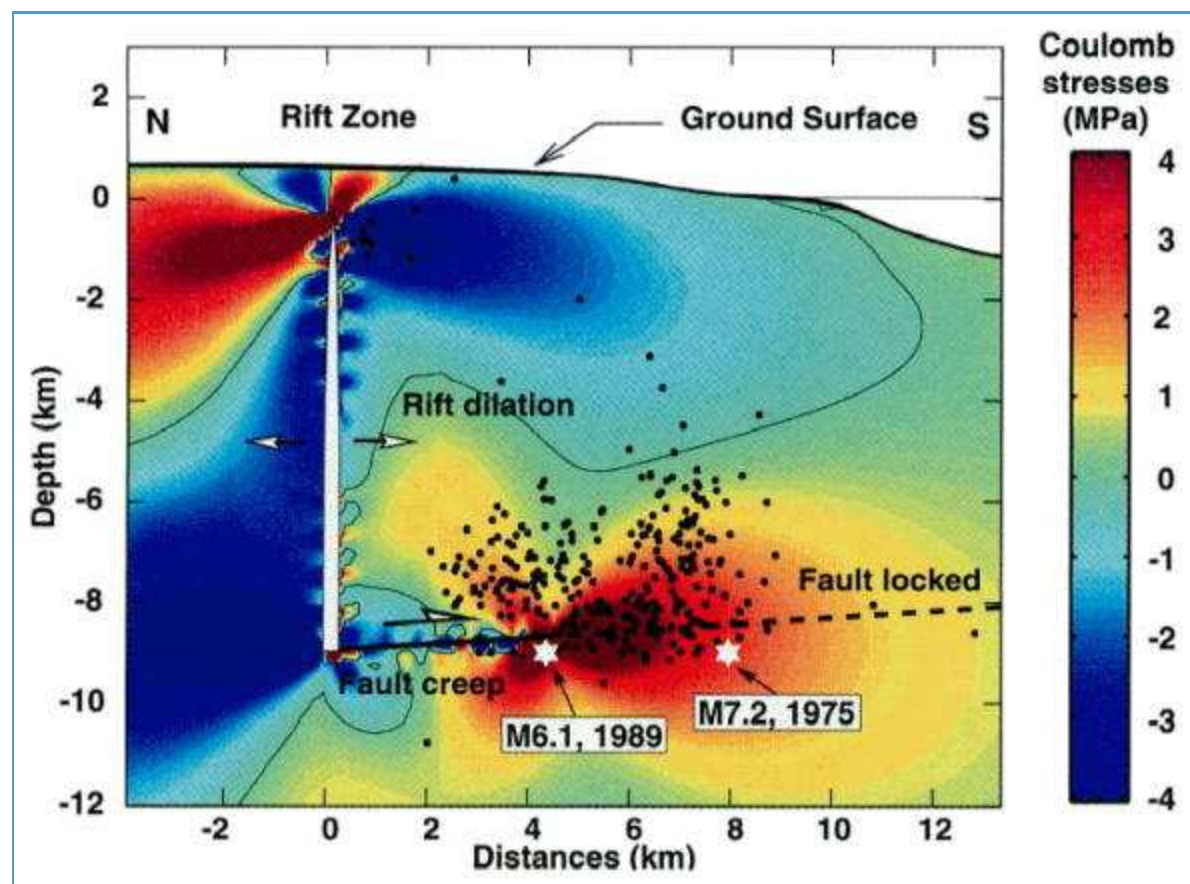 Coulomb
stresses
(MPa)
N
Rift Zone
Ground Surface
S
2
0
-2
-4
-6
-8
-10
-12
Depth (km)
Rift dilation
Fault locked
Fault creep
M6.1, 1989
M7.2, 1975
-2
0
2
4
6
8
10
12
Distances (km)
4
3
2
1
0
-1
-2
-3
-4